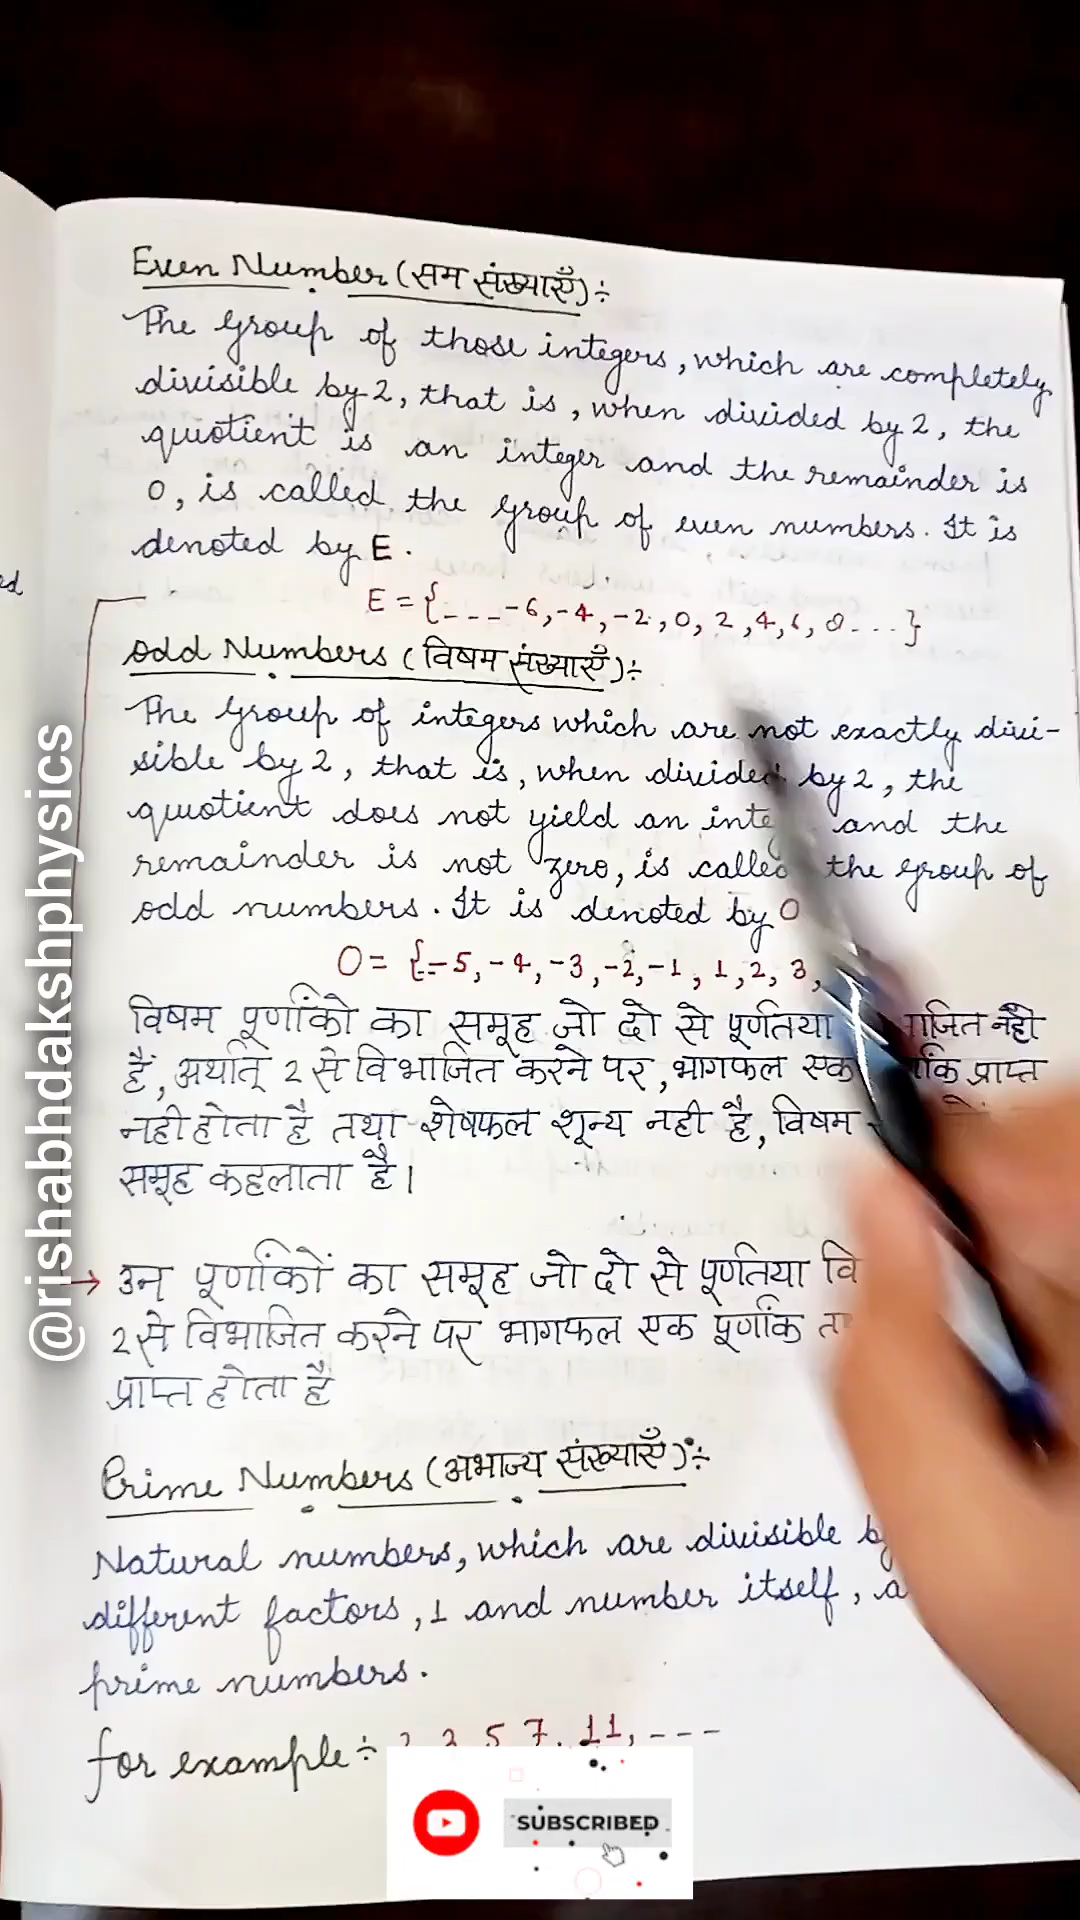 Even Number (सम संख्याएँ) ÷
The group of those integers, which are completely
divisible by 2, that is, when divided by 2, the
quotient is an integer and the remainder is
0, is called the group of even numbers. It is
denoted by E.
E = {---6, -4, -2, 0, 2, 4, 6, 8...}
odd Numbers (विषम संख्याएँ) ÷
The group of integers which are not exactly divi-
sible by 2, that is, when divided by 2, the
quotient does not yield an inte and the
remainder is not zero, is called the group of
odd numbers. It is denoted by O
O = {--5, -4, -3, -2, -1, 1, 2, 3,
विषम पूर्णांको का समूह जो दो से पूर्णतया नही
हैं, अर्थात् 2 से विभाजित करने पर, भागफल एक प्राप्त
नही होता है तथा शेषफल शून्य नही है, विषम
समूह कहलाता है।
→ उन पूर्णांकों का समूह जो दो से पूर्णतया वि
2 से विभाजित करने पर भागफल एक पूर्णांक
प्राप्त होता है
Prime Numbers (अभाज्य संख्याएँ) ÷
Natural numbers, which are divisible
different factors, 1 and number itself, a
prime numbers.
for example ÷ 2, 3, 5, 7, 11, ---
@rishabhdakshphysics
SUBSCRIBED